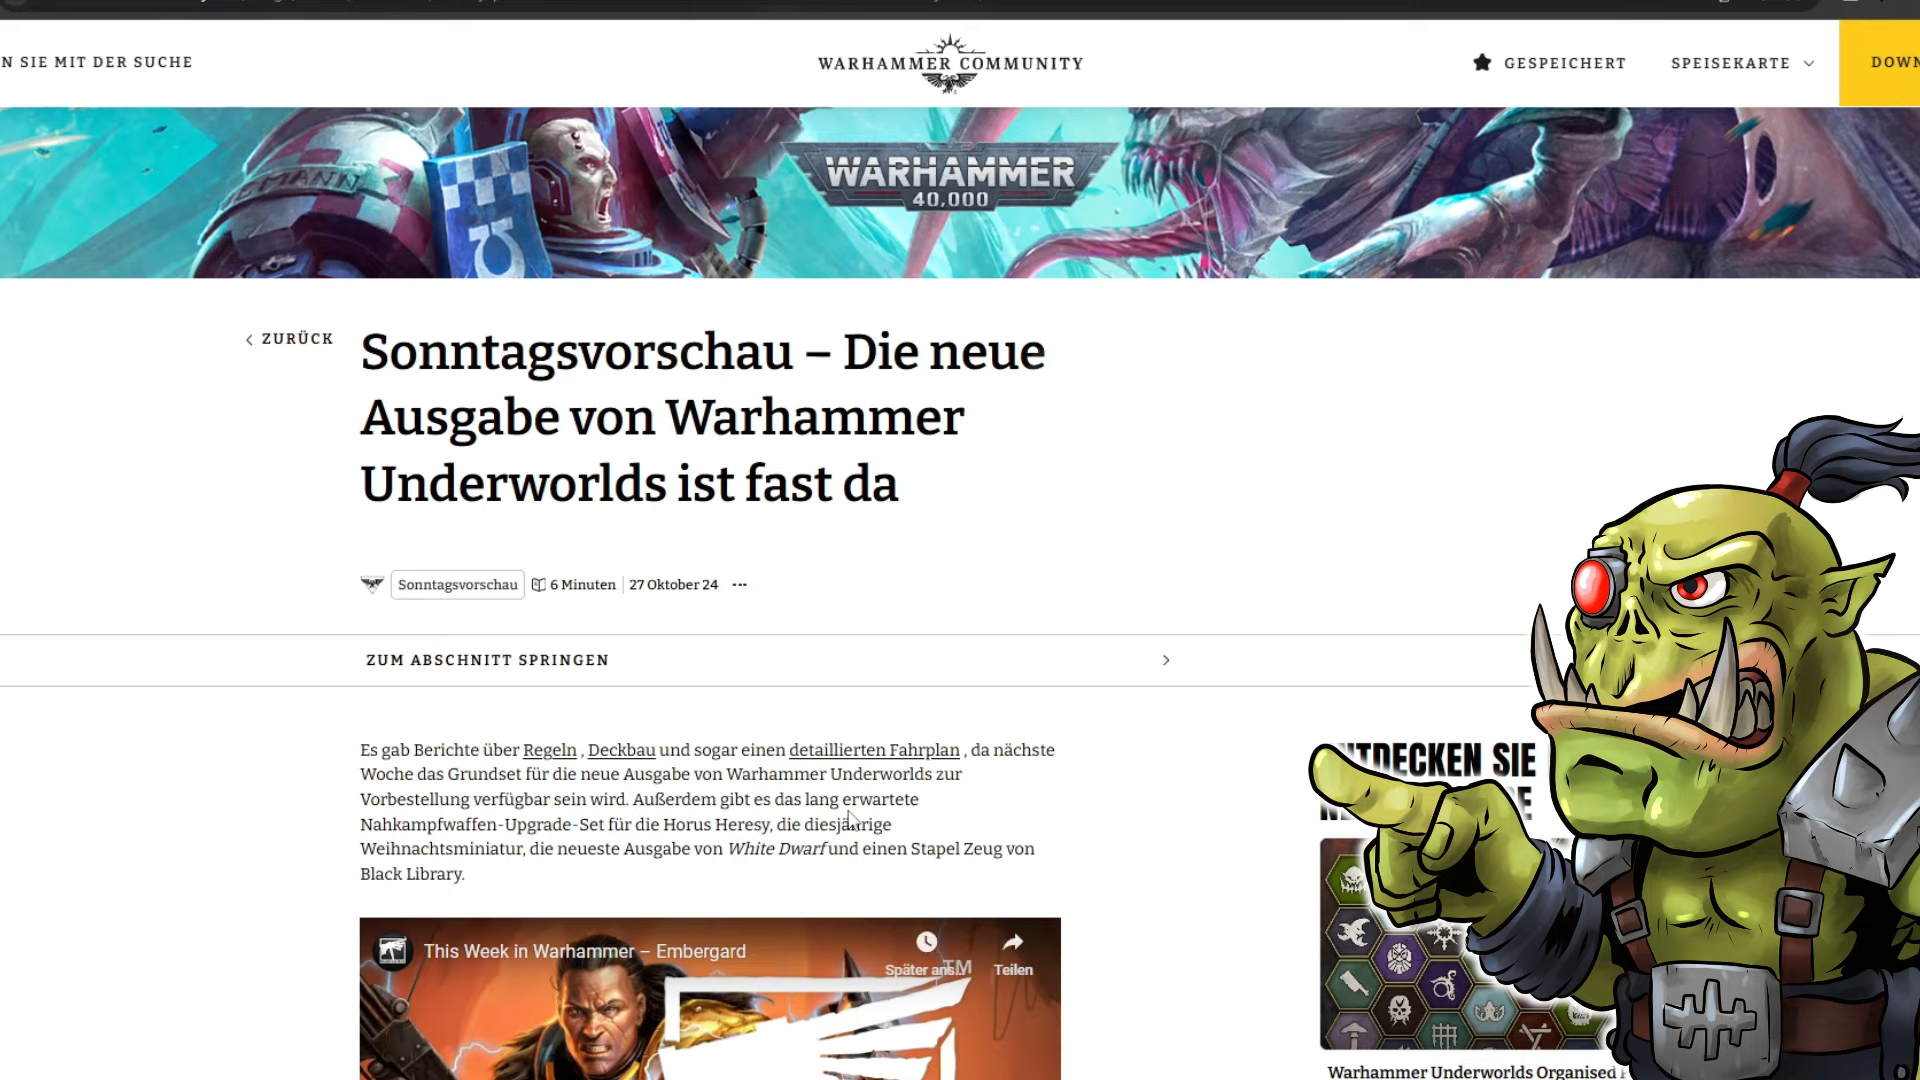 N SIE MIT DER SUCHE
WARHAMMER COMMUNITY
GESPEICHERT
SPEISEKARTE
DOWN
WARHAMMER
40,000
ZURÜCK
Sonntagsvorschau – Die neue
Ausgabe von Warhammer
Underworlds ist fast da
Sonntagsvorschau
6 Minuten
27 Oktober 24
ZUM ABSCHNITT SPRINGEN
Es gab Berichte über Regeln , Deckbau und sogar einen detaillierten Fahrplan , da nächste
Woche das Grundset für die neue Ausgabe von Warhammer Underworlds zur
Vorbestellung verfügbar sein wird. Außerdem gibt es das lang erwartete
Nahkampfwaffen-Upgrade-Set für die Horus Heresy, die diesjährige
Weihnachtsminiatur, die neueste Ausgabe von White Dwarf und einen Stapel Zeug von
Black Library.
This Week in Warhammer – Embergard
Später ans
TM
Teilen
TDECKEN SIE
Warhammer Underworlds Organised